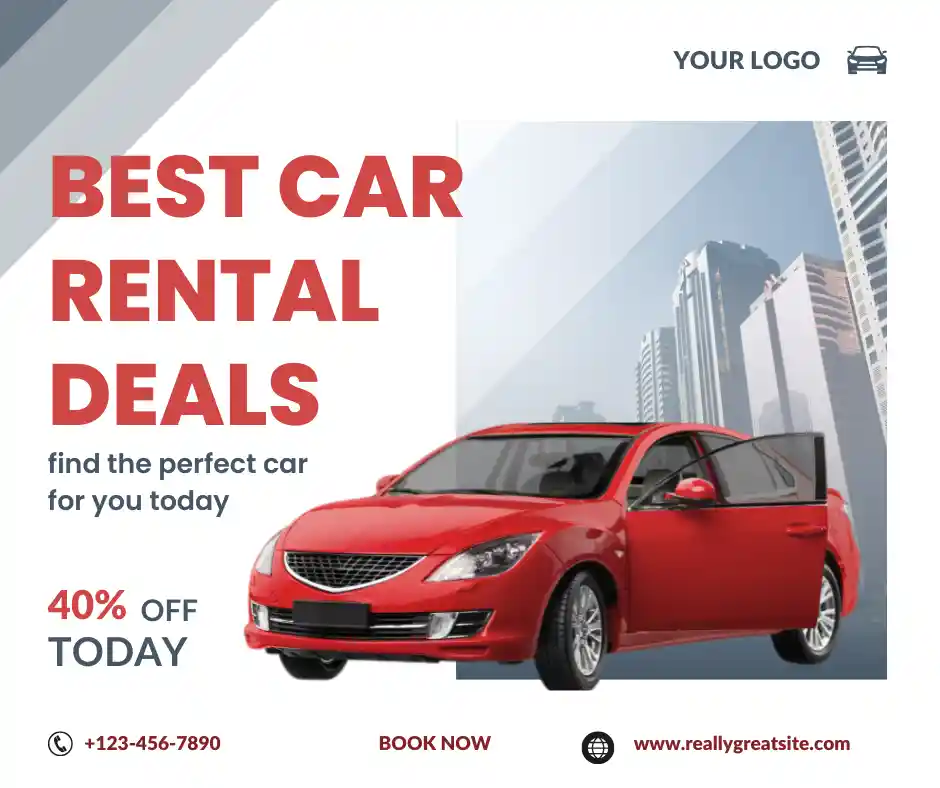 YOUR LOGO
BEST CAR
RENTAL
DEALS
find the perfect car
for you today
40% OFF
TODAY
+123-456-7890
BOOK NOW
www.reallygreatsite.com